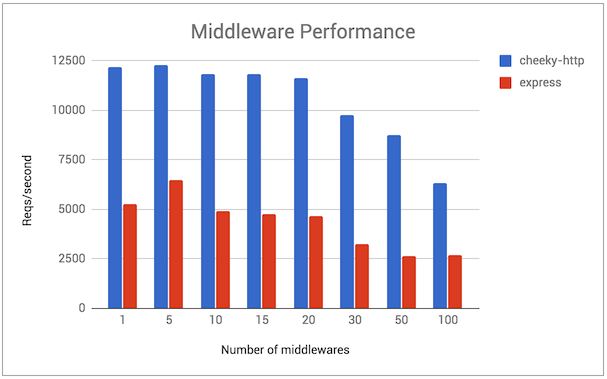 Middleware Performance
cheeky-http
express
Reqs/second
12500
10000
7500
5000
2500
0
1 5 10 15 20 30 50 100
Number of middlewares